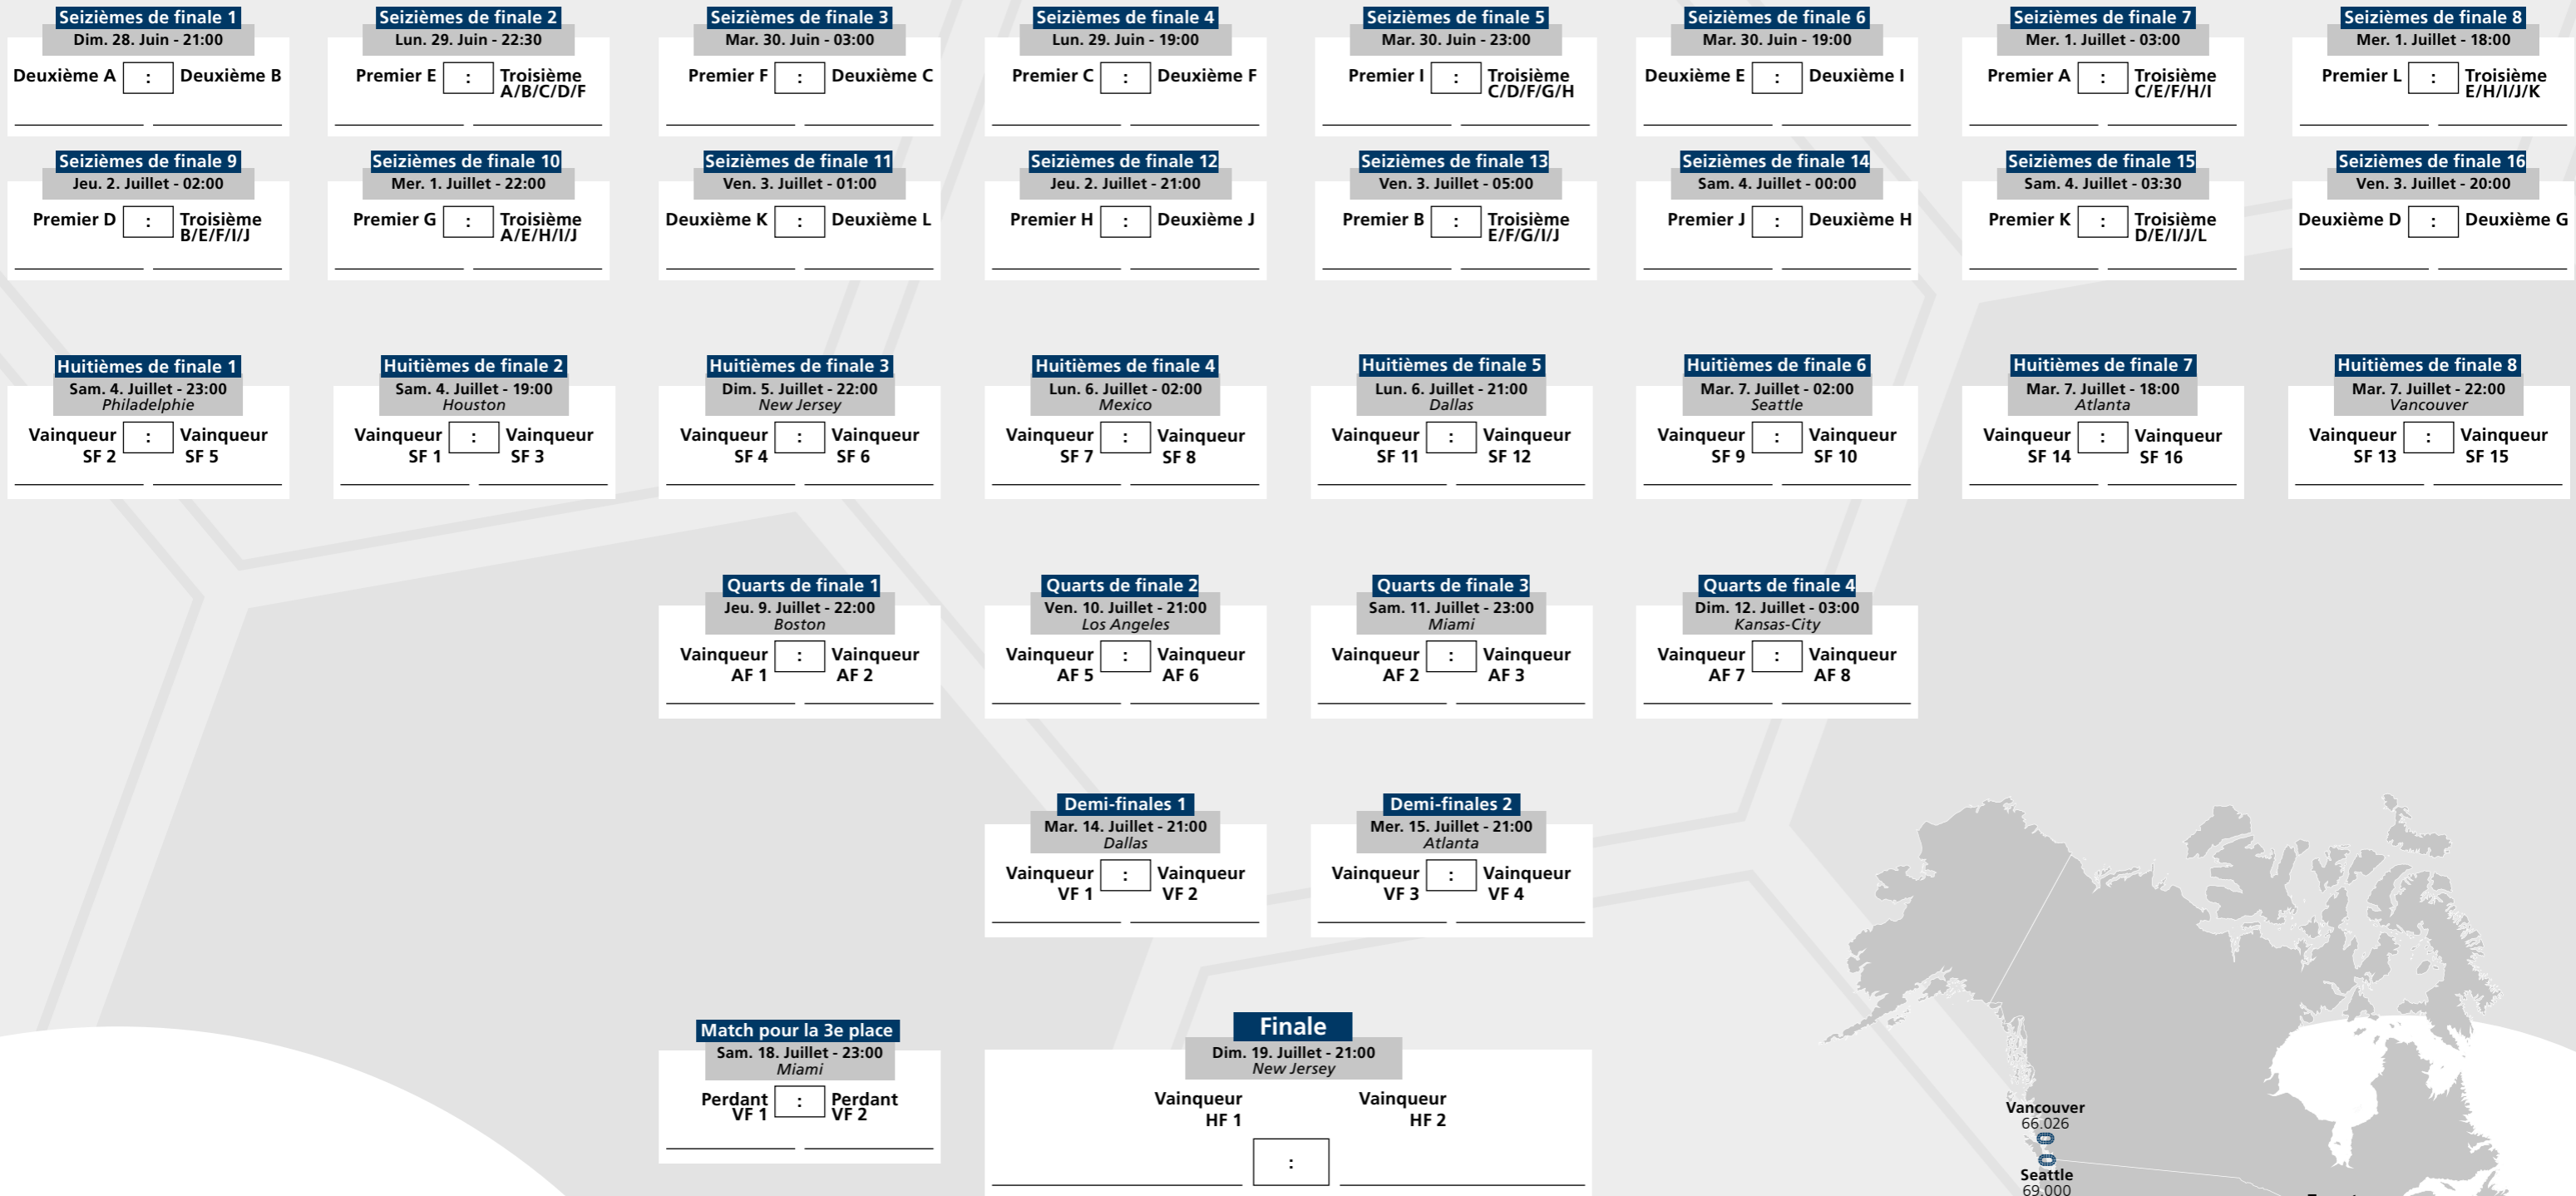 Seizièmes de finale 1
Dim. 28. Juin - 21:00
Deuxième A : Deuxième B
Seizièmes de finale 2
Lun. 29. Juin - 22:30
Premier E : Troisième
A/B/C/D/F
Seizièmes de finale 3
Mar. 30. Juin - 03:00
Premier F : Deuxième C
Seizièmes de finale 4
Lun. 29. Juin - 19:00
Premier C : Deuxième F
Seizièmes de finale 5
Mar. 30. Juin - 23:00
Premier I : Troisième
C/D/F/G/H
Seizièmes de finale 6
Mar. 30. Juin - 19:00
Deuxième E : Deuxième I
Seizièmes de finale 7
Mer. 1. Juillet - 03:00
Premier A : Troisième
C/E/F/H/I
Seizièmes de finale 8
Mer. 1. Juillet - 18:00
Premier L : Troisième
E/H/I/J/K
Seizièmes de finale 9
Jeu. 2. Juillet - 02:00
Premier D : Troisième
B/E/F/I/J
Seizièmes de finale 10
Mer. 1. Juillet - 22:00
Premier G : Troisième
A/E/H/I/J
Seizièmes de finale 11
Ven. 3. Juillet - 01:00
Deuxième K : Deuxième L
Seizièmes de finale 12
Jeu. 2. Juillet - 21:00
Premier H : Deuxième J
Seizièmes de finale 13
Ven. 3. Juillet - 05:00
Premier B : Troisième
E/F/G/I/J
Seizièmes de finale 14
Sam. 4. Juillet - 00:00
Premier J : Deuxième H
Seizièmes de finale 15
Sam. 4. Juillet - 03:30
Premier K : Troisième
D/E/I/J/L
Seizièmes de finale 16
Ven. 3. Juillet - 20:00
Deuxième D : Deuxième G
Huitièmes de finale 1
Sam. 4. Juillet - 23:00
Philadelphie
Vainqueur : Vainqueur
SF 2 SF 5
Huitièmes de finale 2
Sam. 4. Juillet - 19:00
Houston
Vainqueur : Vainqueur
SF 1 SF 3
Huitièmes de finale 3
Dim. 5. Juillet - 22:00
New Jersey
Vainqueur : Vainqueur
SF 4 SF 6
Huitièmes de finale 4
Lun. 6. Juillet - 02:00
Mexico
Vainqueur : Vainqueur
SF 7 SF 8
Huitièmes de finale 5
Lun. 6. Juillet - 21:00
Dallas
Vainqueur : Vainqueur
SF 11 SF 12
Huitièmes de finale 6
Mar. 7. Juillet - 02:00
Seattle
Vainqueur : Vainqueur
SF 9 SF 10
Huitièmes de finale 7
Mar. 7. Juillet - 18:00
Atlanta
Vainqueur : Vainqueur
SF 14 SF 16
Huitièmes de finale 8
Mar. 7. Juillet - 22:00
Vancouver
Vainqueur : Vainqueur
SF 13 SF 15
Quarts de finale 1
Jeu. 9. Juillet - 22:00
Boston
Vainqueur : Vainqueur
AF 1 AF 2
Quarts de finale 2
Ven. 10. Juillet - 21:00
Los Angeles
Vainqueur : Vainqueur
AF 5 AF 6
Quarts de finale 3
Sam. 11. Juillet - 23:00
Miami
Vainqueur : Vainqueur
AF 2 AF 3
Quarts de finale 4
Dim. 12. Juillet - 03:00
Kansas-City
Vainqueur : Vainqueur
AF 7 AF 8
Demi-finales 1
Mar. 14. Juillet - 21:00
Dallas
Vainqueur : Vainqueur
VF 1 VF 2
Demi-finales 2
Mer. 15. Juillet - 21:00
Atlanta
Vainqueur : Vainqueur
VF 3 VF 4
Match pour la 3e place
Sam. 18. Juillet - 23:00
Miami
Perdant : Perdant
VF 1 VF 2
Finale
Dim. 19. Juillet - 21:00
New Jersey
Vainqueur Vainqueur
HF 1 HF 2
:
Vancouver
66.026
Seattle
69.000